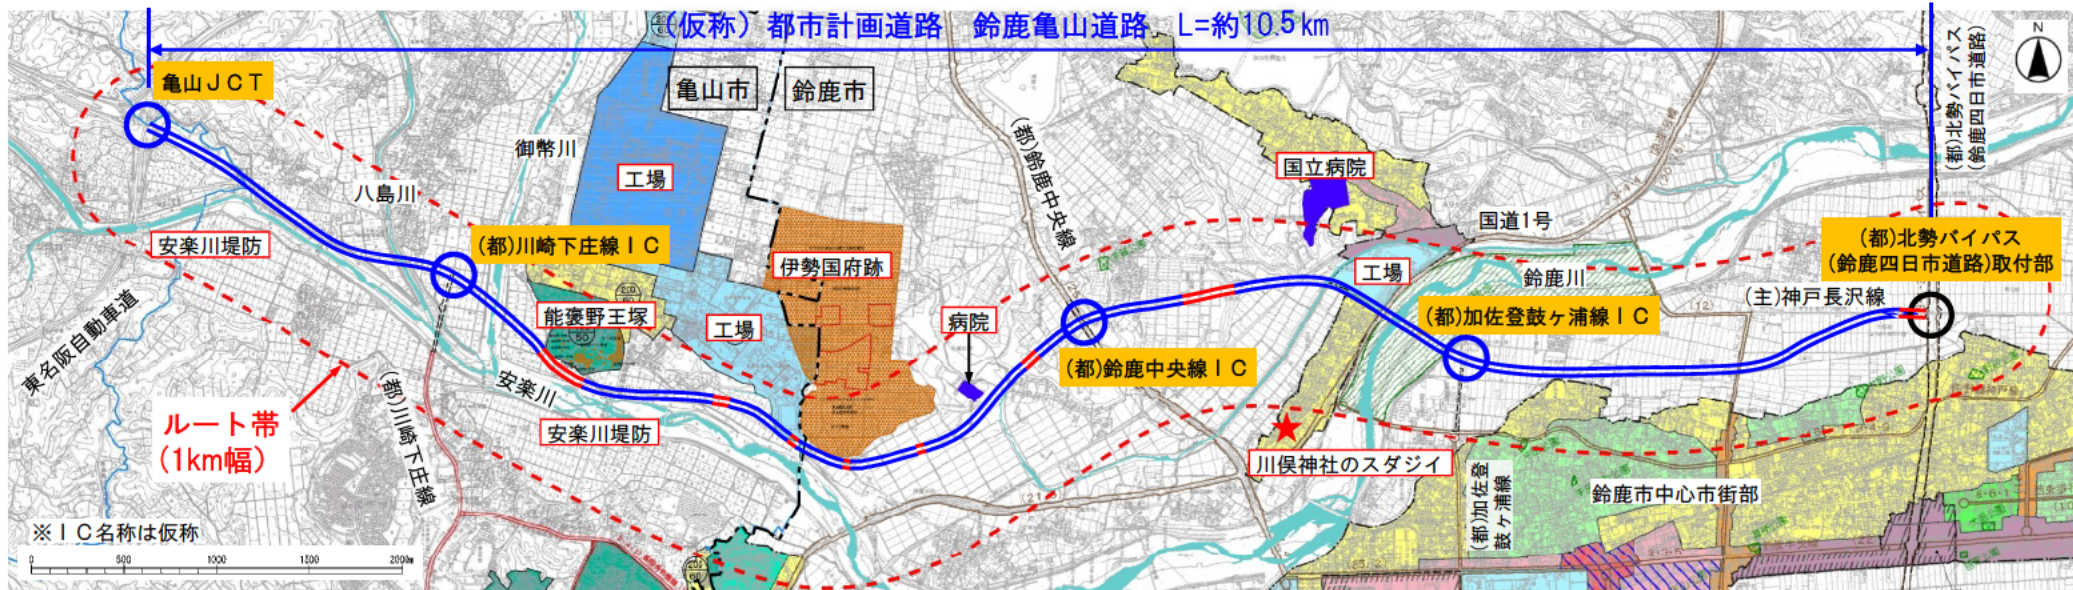 (仮称)都市計画道路　鈴鹿亀山道路　L=約10.5km
亀山JCT
亀山市
鈴鹿市
(都)北勢バイパス
(鈴鹿四日市道路)
N
御幣川
工場
(都)鈴鹿中央線
国立病院
八島川
国道1号
安楽川堤防
(都)川崎下庄線IC
伊勢国府跡
工場
鈴鹿川
(都)北勢バイパス
(鈴鹿四日市道路)取付部
(主)神戸長沢線
東名阪自動車道
能褒野王塚
工場
病院
(都)加佐登鼓ヶ浦線IC
(都)鈴鹿中央線IC
安楽川
ルート帯
(1km幅)
(都)川崎下庄線
安楽川堤防
川俣神社のスダジイ
(都)加佐登
鼓ヶ浦線
鈴鹿市中心市街部
※IC名称は仮称
0 500 1000 1500 2000m